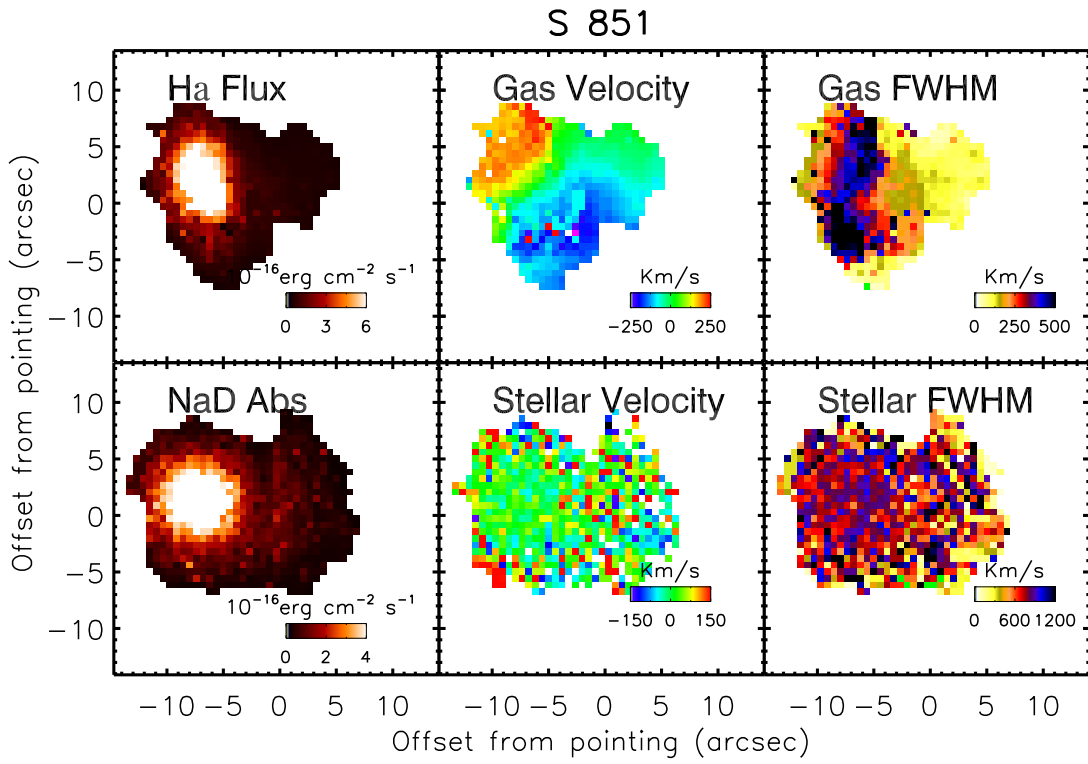 S 851
Ha Flux
Gas Velocity
Gas FWHM
10
5
0
−5
−10
Offset from pointing (arcsec)
10⁻¹⁶erg cm⁻² s⁻¹
0 3 6
Km/s
−250 0 250
Km/s
0 250 500
NaD Abs
Stellar Velocity
Stellar FWHM
10
5
0
−5
−10
Offset from pointing (arcsec)
10⁻¹⁶erg cm⁻² s⁻¹
0 2 4
Km/s
−150 0 150
Km/s
0 600 1200
−10 −5 0 5 10
−10 −5 0 5 10
−10 −5 0 5 10
Offset from pointing (arcsec)